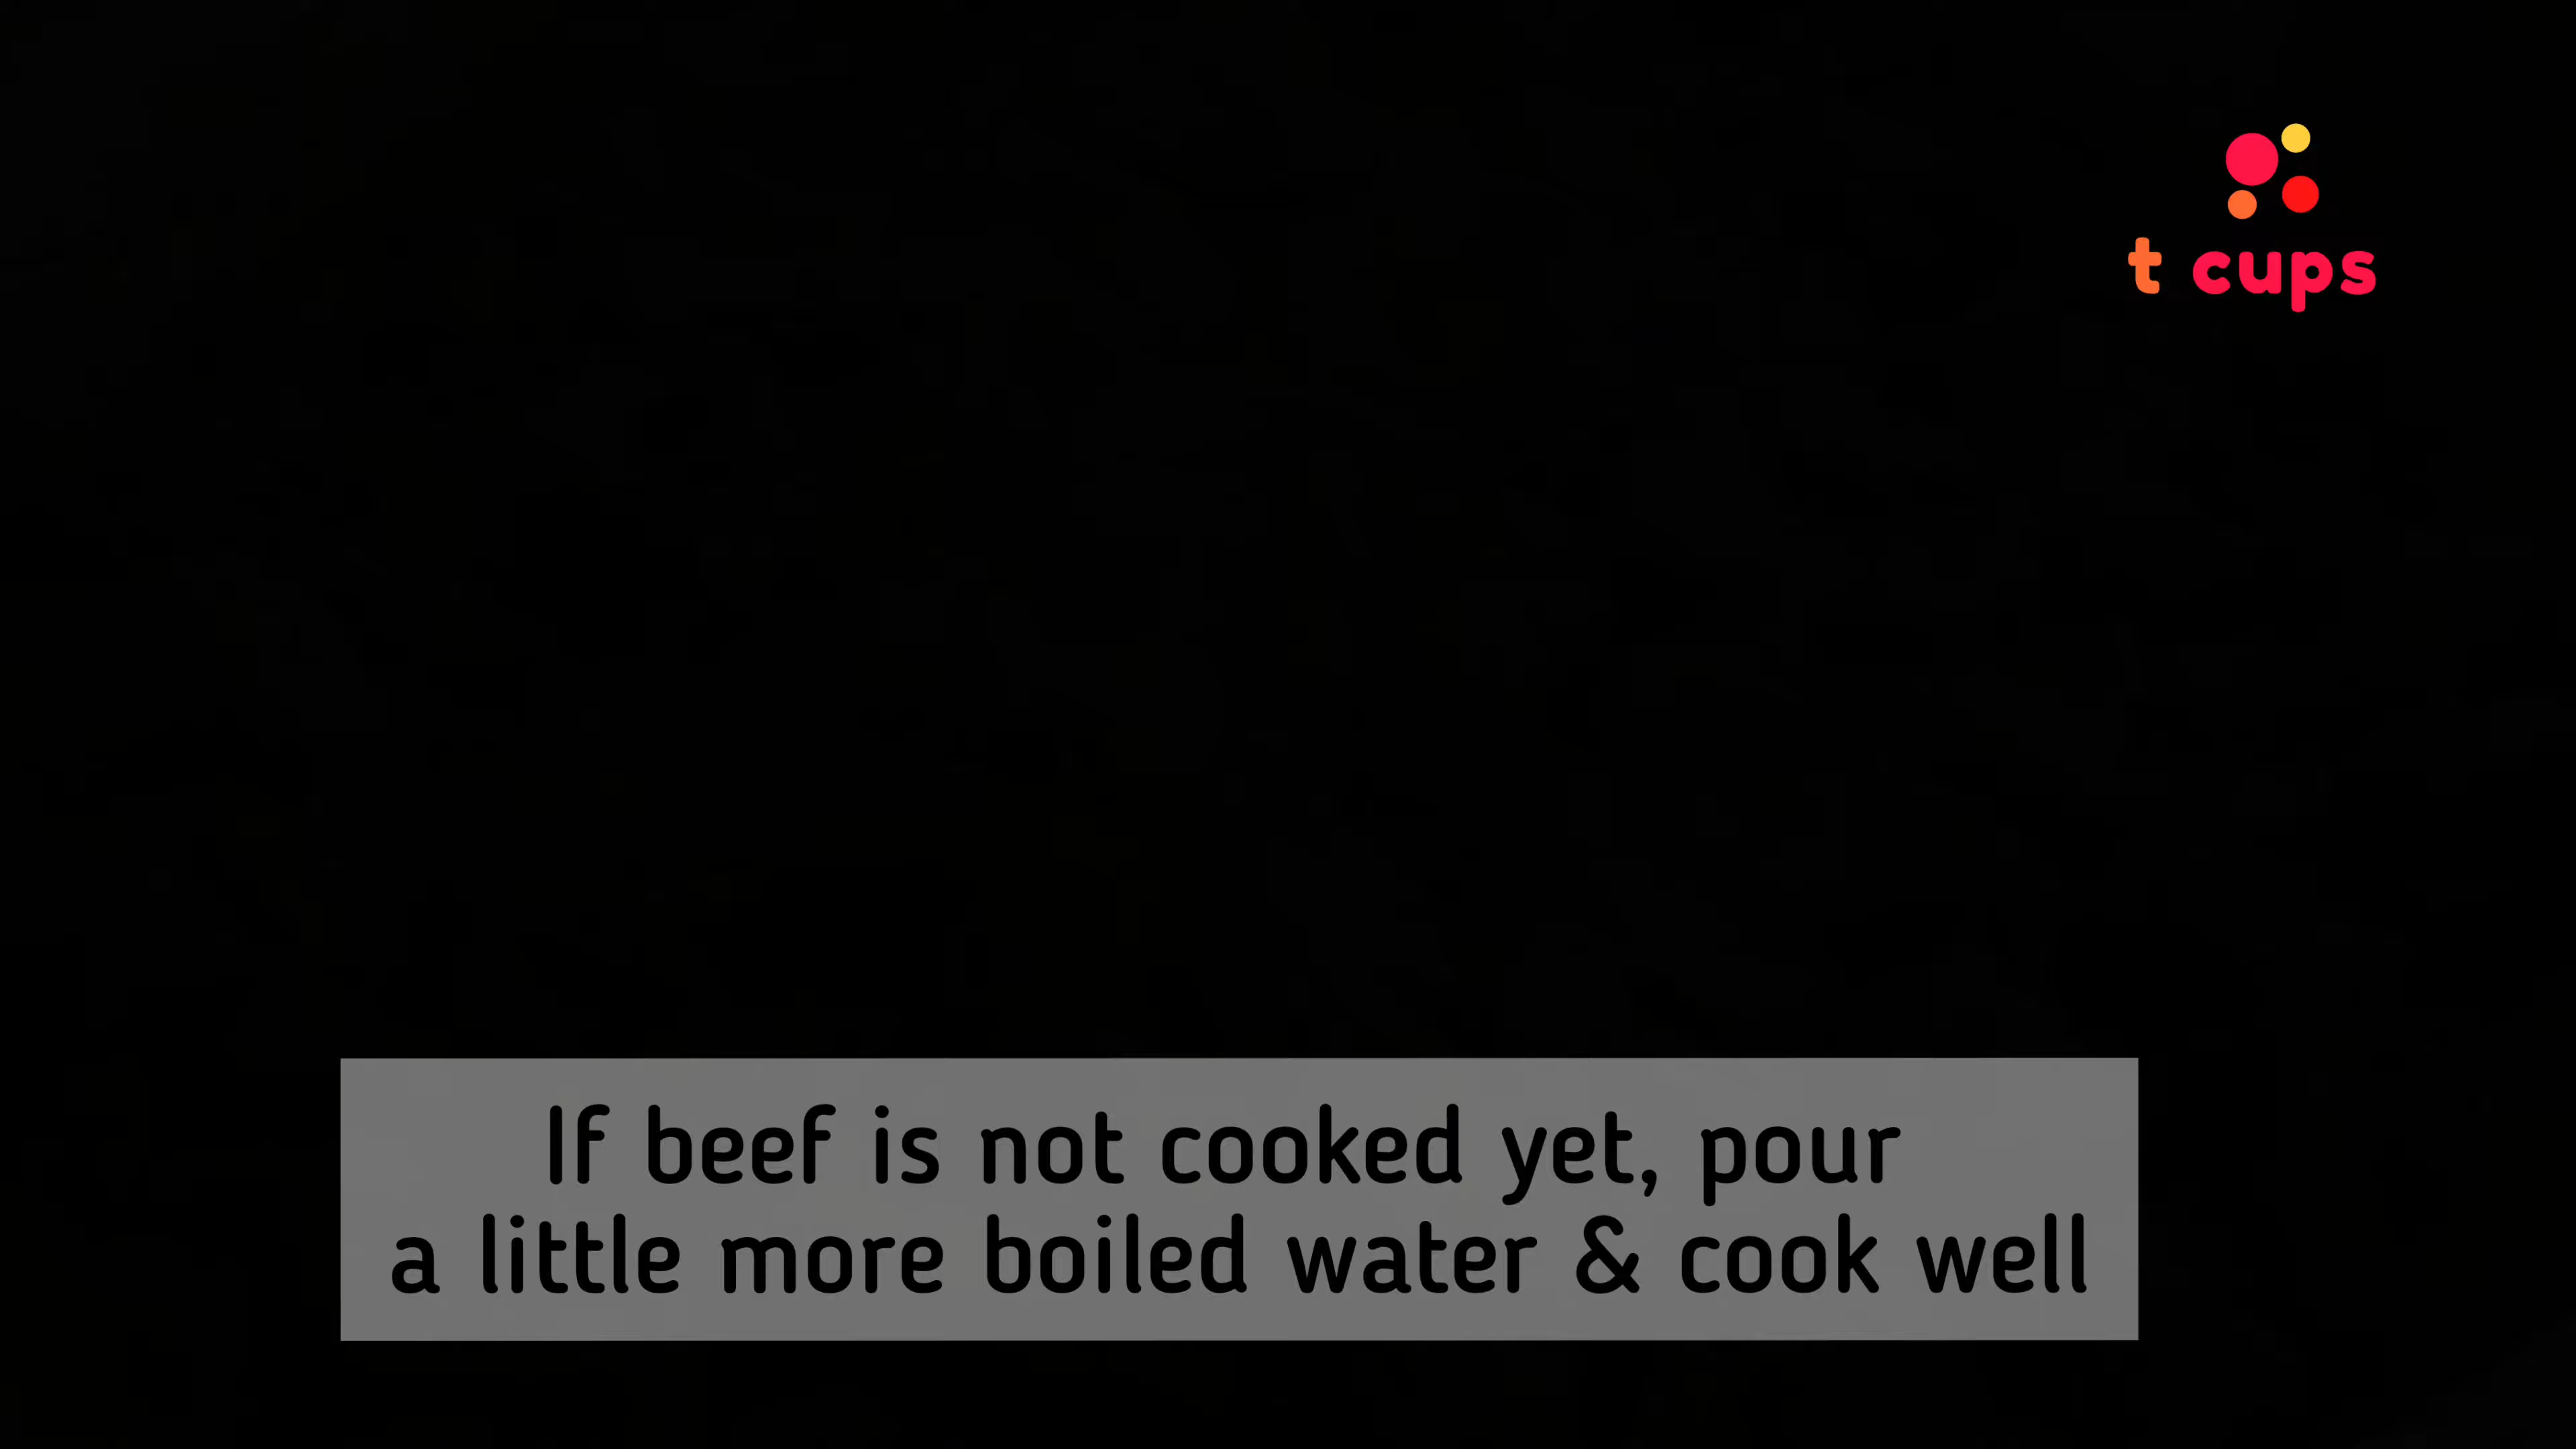 t cups
If beef is not cooked yet, pour
a little more boiled water & cook well